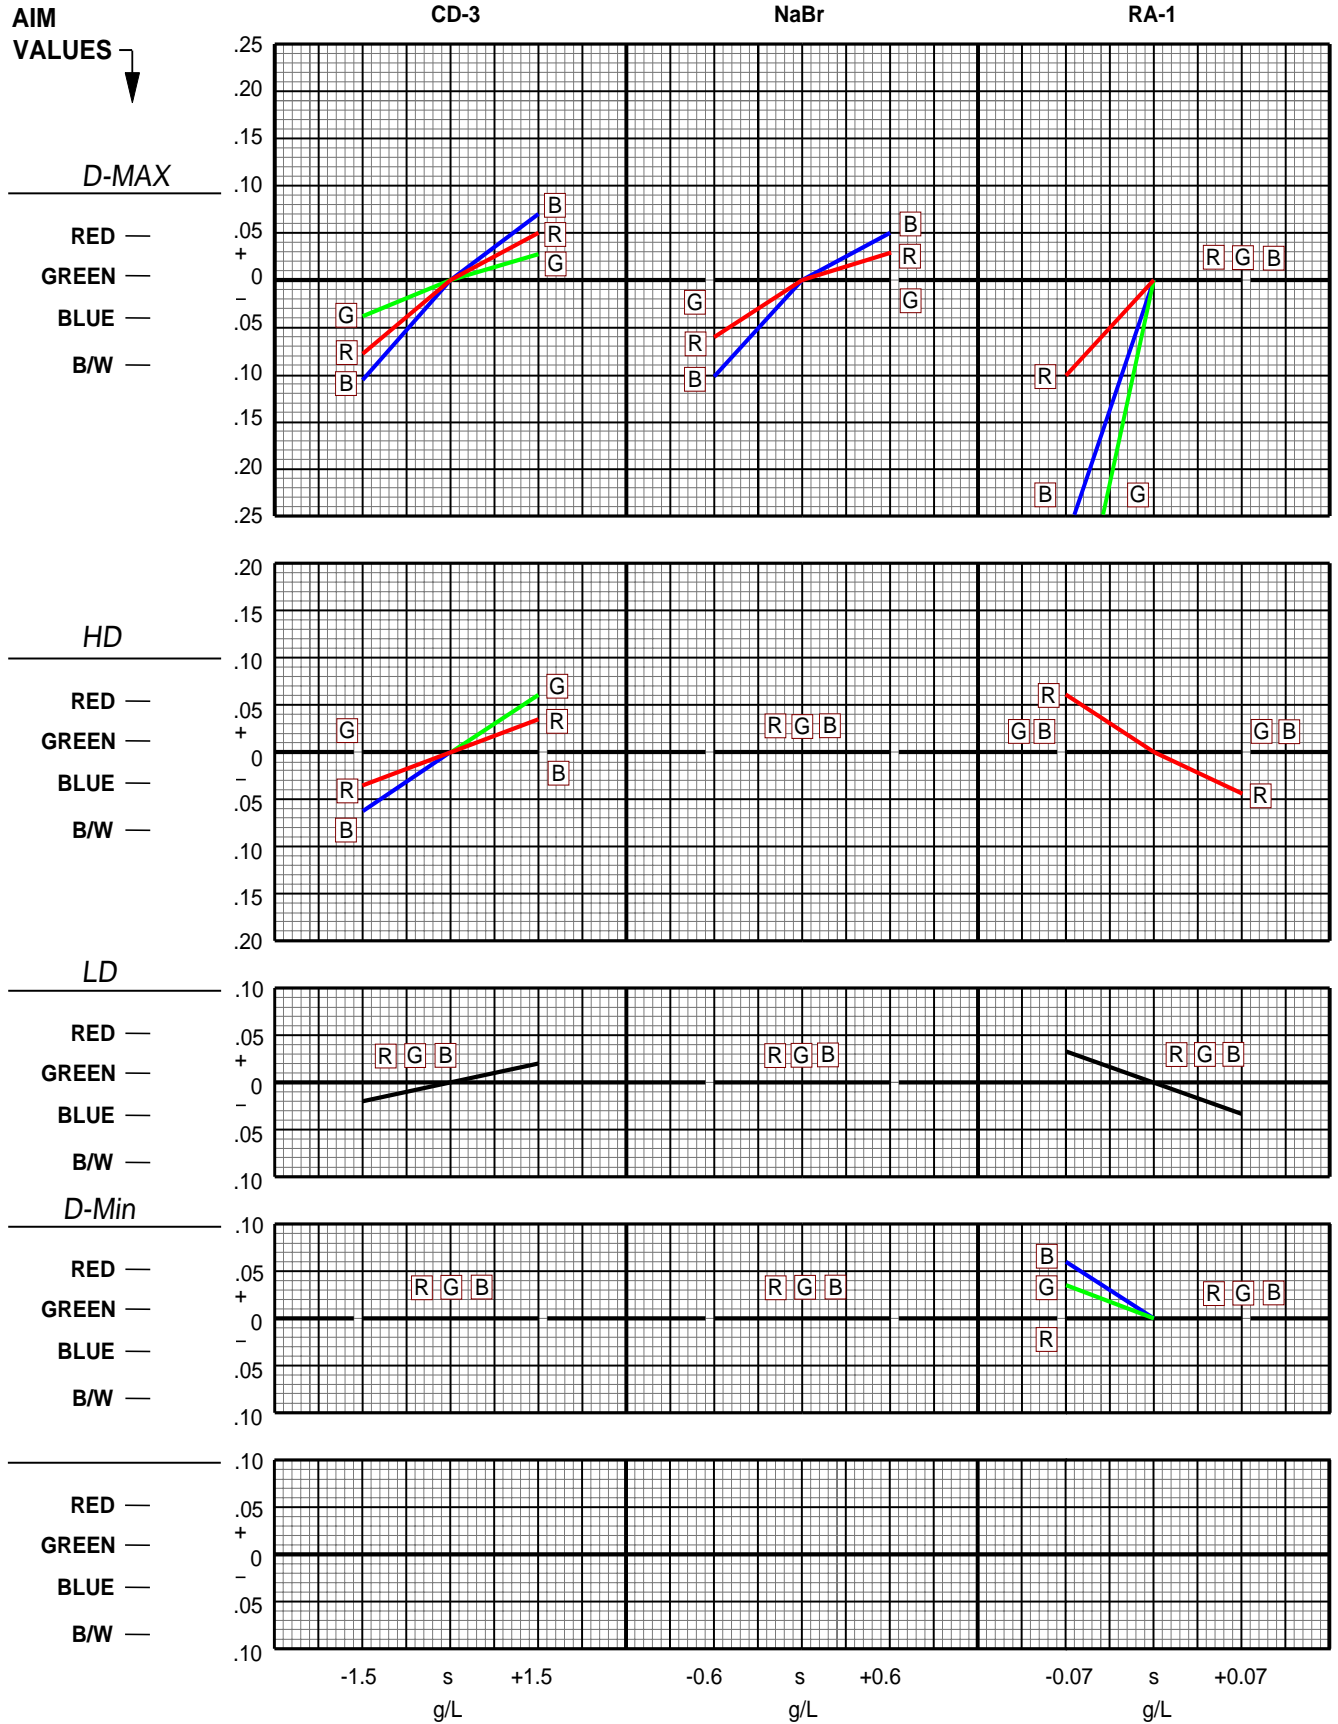 AIM
VALUES
CD-3 NaBr RA-1
.25
.20
.15
D-MAX
.10
B
RED — .05 R G B
+ R R R G B
GREEN — 0 G
– G G
BLUE — .05 G
R R
B/W — .10 B B R
.15
.20
B G
.25
.20
.15
HD
.10
G
RED — .05 R R
+ G R G B G B G B
GREEN — 0
– B
BLUE — .05 R R
B
B/W — .10
.15
.20
LD
.10
RED — .05
+ R G B R G B R G B
GREEN — 0
–
BLUE — .05
B/W — .10
D-Min
.10
B
RED — .05
+ R G B R G B G R G B
GREEN — 0
– R
BLUE — .05
B/W — .10
.10
RED — .05
+
GREEN — 0
–
BLUE — .05
B/W — .10
-1.5 s +1.5 -0.6 s +0.6 -0.07 s +0.07
g/L g/L g/L